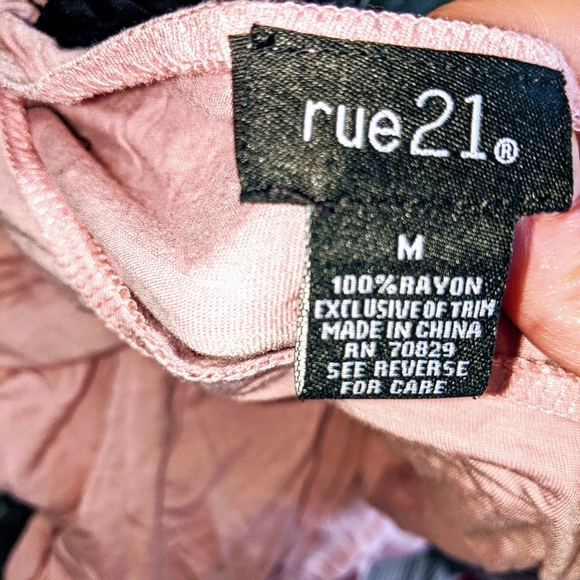 rue21®
M
100% RAYON
EXCLUSIVE OF TRIM
MADE IN CHINA
RN 70829
SEE REVERSE
FOR CARE